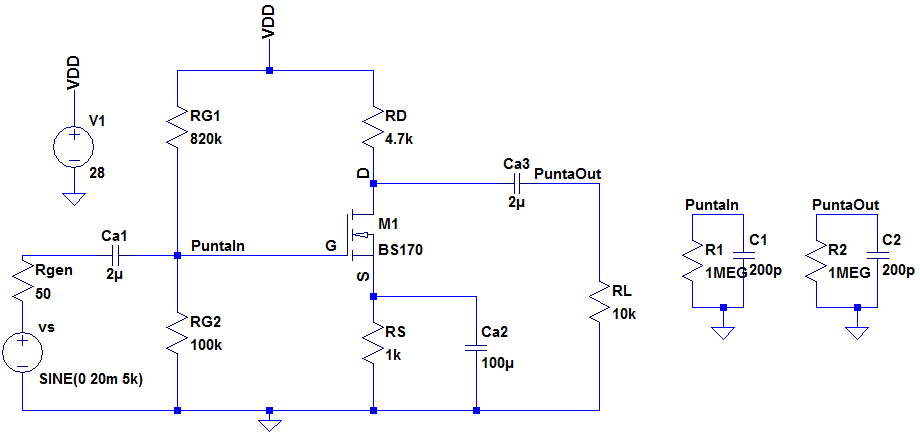 VDD
VDD
V1
28
RG1
820k
RD
4.7k
D
Ca3
2µ
PuntaOut
M1
BS170
G
S
Ca1
2µ
PuntaIn
Rgen
50
vs
SINE(0 20m 5k)
RG2
100k
RS
1k
Ca2
100µ
RL
10k
PuntaIn
R1
1MEG
C1
200p
PuntaOut
R2
1MEG
C2
200p